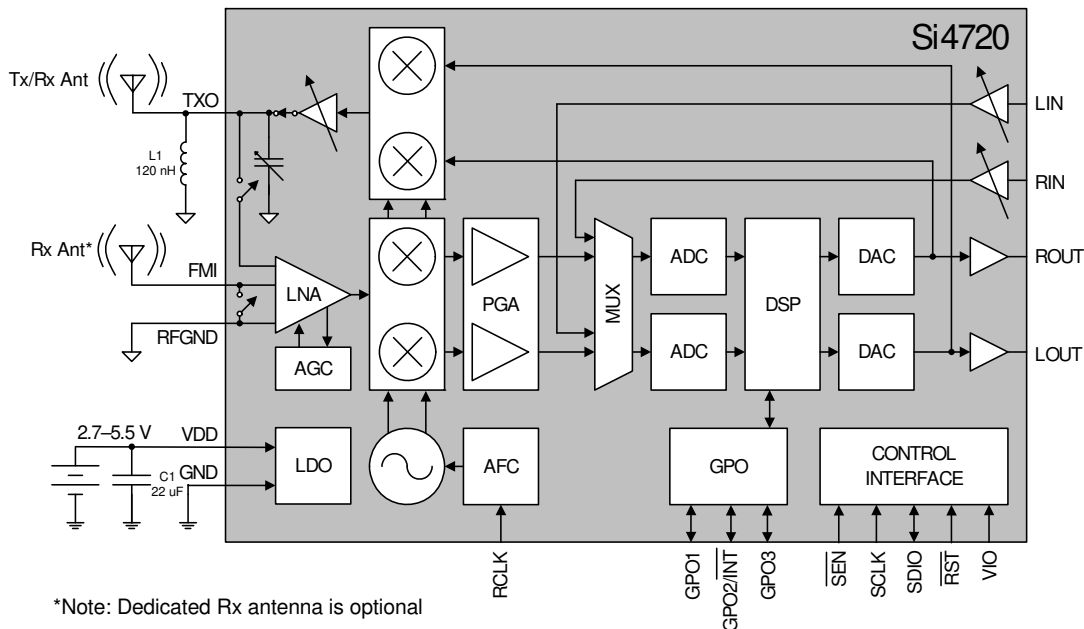 Si4720
Tx/Rx Ant
TXO
LIN
L1
120 nH
RIN
Rx Ant*
FMI
LNA
PGA
MUX
ADC
DSP
DAC
ROUT
RFGND
AGC
ADC
DAC
LOUT
2.7–5.5 V
VDD
LDO
AFC
GPO
CONTROL
INTERFACE
GND
C1
22 uF
RCLK
GPO1
GPO2/INT
GPO3
SEN
SCLK
SDIO
RST
VIO
*Note: Dedicated Rx antenna is optional